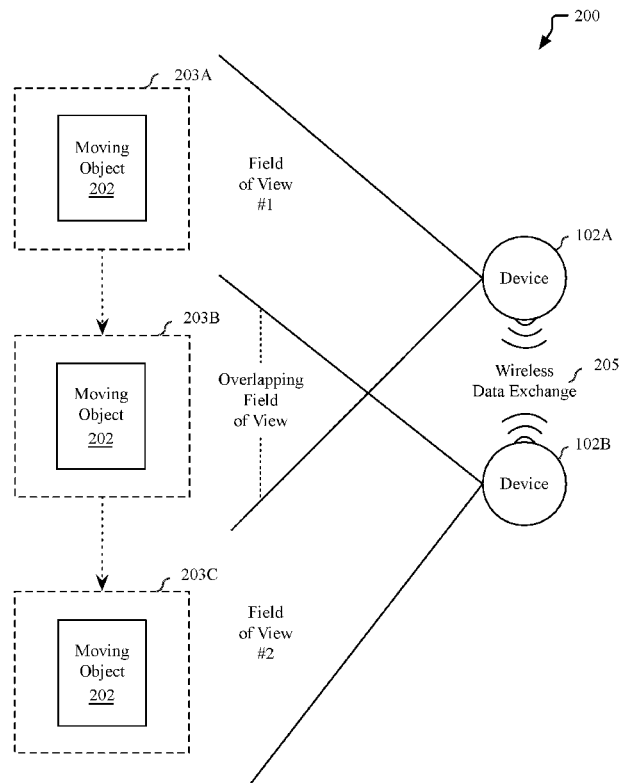 200
203A
Moving
Object
202
Field
of View
#1
102A
Device
203B
Moving
Object
202
Overlapping
Field
of View
Wireless
Data Exchange
205
102B
Device
203C
Moving
Object
202
Field
of View
#2